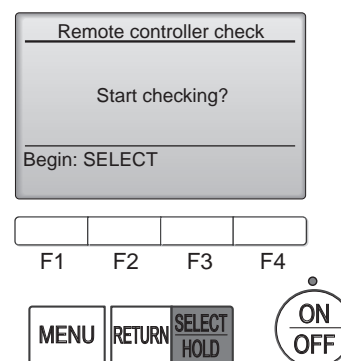 Remote controller check
Start checking?
Begin: SELECT
F1 F2 F3 F4
MENU RETURN SELECT
HOLD
ON
OFF